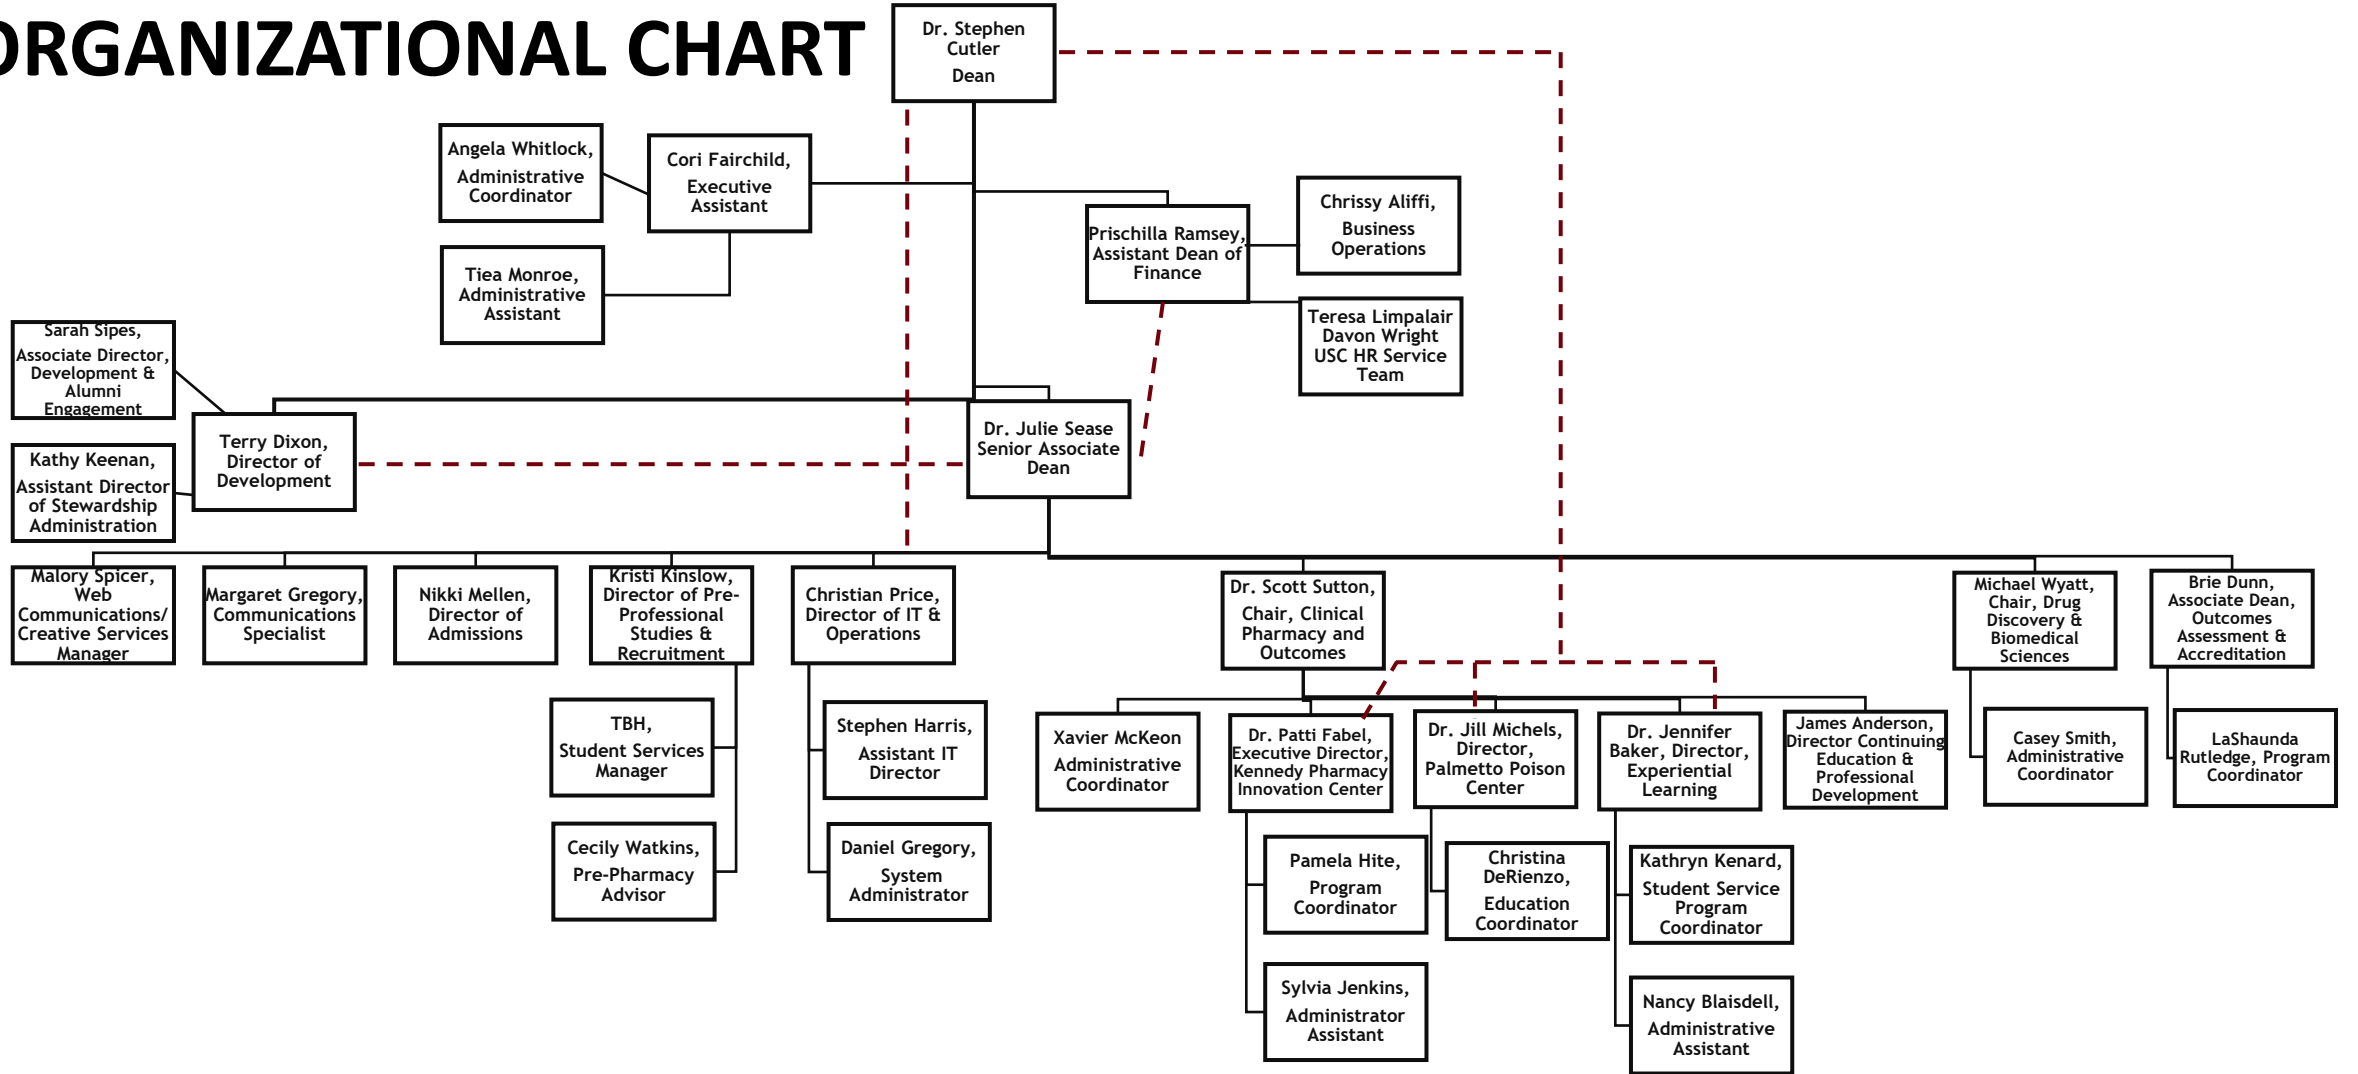 ORGANIZATIONAL CHART
Dr. Stephen
Cutler
Dean
Angela Whitlock,
Administrative
Coordinator
Cori Fairchild,
Executive
Assistant
Tiea Monroe,
Administrative
Assistant
Prischilla Ramsey,
Assistant Dean of
Finance
Chrissy Aliffi,
Business
Operations
Teresa Limpalair
Davon Wright
USC HR Service
Team
Sarah Sipes,
Associate Director,
Development &
Alumni
Engagement
Kathy Keenan,
Assistant Director
of Stewardship
Administration
Terry Dixon,
Director of
Development
Dr. Julie Sease
Senior Associate
Dean
Malory Spicer,
Web
Communications/
Creative Services
Manager
Margaret Gregory,
Communications
Specialist
Nikki Mellen,
Director of
Admissions
Kristi Kinslow,
Director of Pre-
Professional
Studies &
Recruitment
Christian Price,
Director of IT &
Operations
Dr. Scott Sutton,
Chair, Clinical
Pharmacy and
Outcomes
Michael Wyatt,
Chair, Drug
Discovery &
Biomedical
Sciences
Brie Dunn,
Associate Dean,
Outcomes
Assessment &
Accreditation
TBH,
Student Services
Manager
Cecily Watkins,
Pre-Pharmacy
Advisor
Stephen Harris,
Assistant IT
Director
Daniel Gregory,
System
Administrator
Xavier McKeon
Administrative
Coordinator
Dr. Patti Fabel,
Executive Director,
Kennedy Pharmacy
Innovation Center
Dr. Jill Michels,
Director,
Palmetto Poison
Center
Dr. Jennifer
Baker, Director,
Experiential
Learning
James Anderson,
Director Continuing
Education &
Professional
Development
Casey Smith,
Administrative
Coordinator
LaShaunda
Rutledge, Program
Coordinator
Pamela Hite,
Program
Coordinator
Sylvia Jenkins,
Administrator
Assistant
Christina
DeRienzo,
Education
Coordinator
Kathryn Kenard,
Student Service
Program
Coordinator
Nancy Blaisdell,
Administrative
Assistant